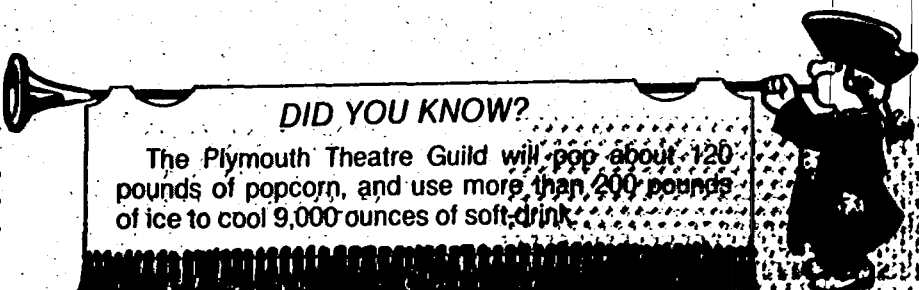 DID YOU KNOW?
The Plymouth Theatre Guild will pop about 120
pounds of popcorn, and use more than 200 pounds
of ice to cool 9,000 ounces of soft-drink.